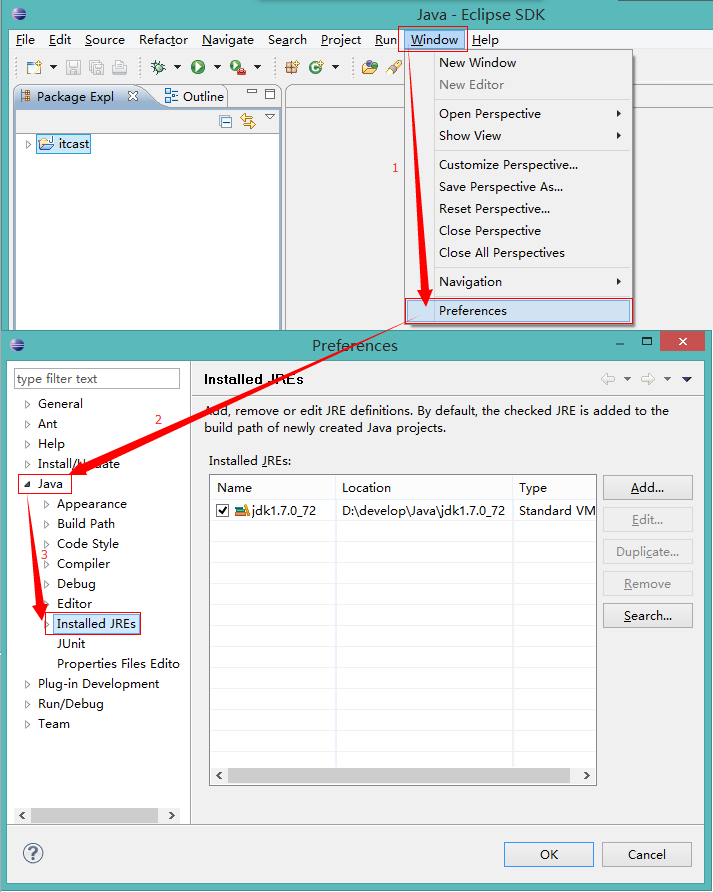 Java - Eclipse SDK
File Edit Source Refactor Navigate Search Project Run Window Help
Package Expl Outline
itcast
New Window
New Editor
Open Perspective
Show View
1
Customize Perspective...
Save Perspective As...
Reset Perspective...
Close Perspective
Close All Perspectives
Navigation
Preferences
Preferences
type filter text
General
Ant
Help
Install/Update
Java
Appearance
Build Path
Code Style
Compiler
Debug
Editor
Installed JREs
JUnit
Properties Files Edito
Plug-in Development
Run/Debug
Team
2
3
Installed JREs
Add, remove or edit JRE definitions. By default, the checked JRE is added to the
build path of newly created Java projects.
Installed JREs:
Name Location Type
jdk1.7.0_72 D:\develop\Java\jdk1.7.0_72 Standard VM
Add...
Edit...
Duplicate...
Remove
Search...
?
OK Cancel